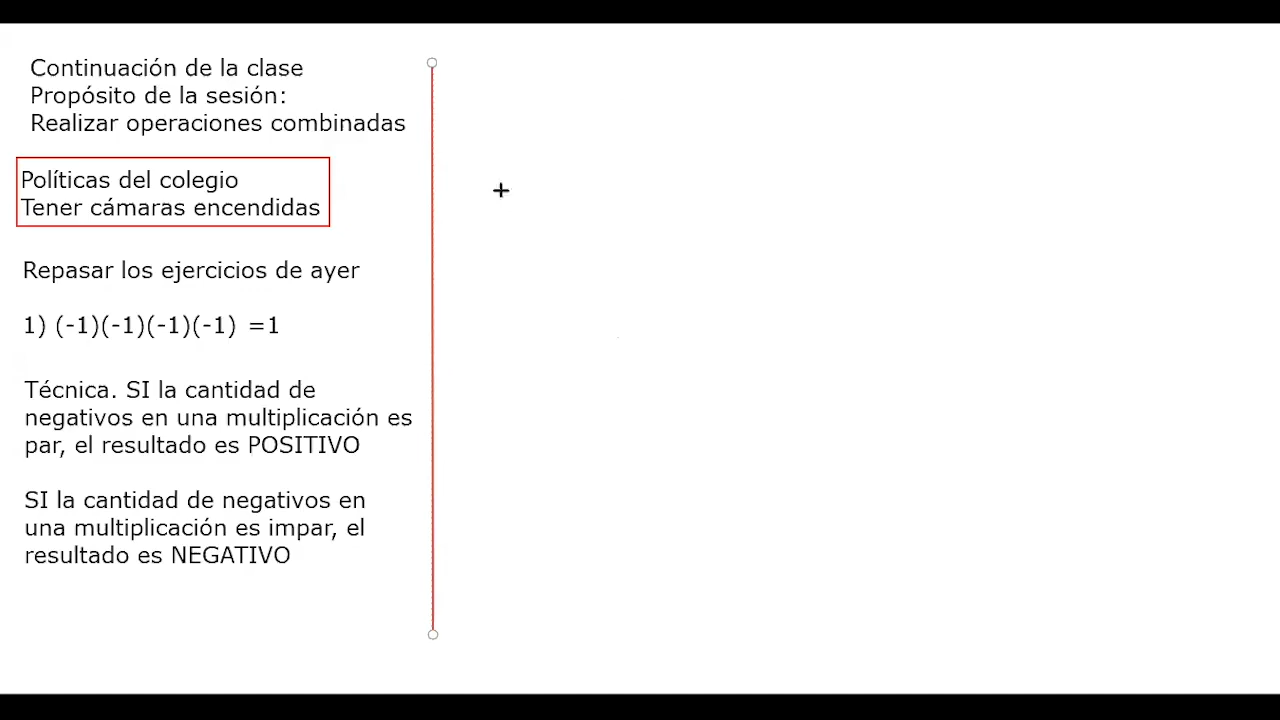 Continuación de la clase
Propósito de la sesión:
Realizar operaciones combinadas
Políticas del colegio
Tener cámaras encendidas
Repasar los ejercicios de ayer
1) (-1)(-1)(-1)(-1) =1
Técnica. SI la cantidad de
negativos en una multiplicación es
par, el resultado es POSITIVO
SI la cantidad de negativos en
una multiplicación es impar, el
resultado es NEGATIVO